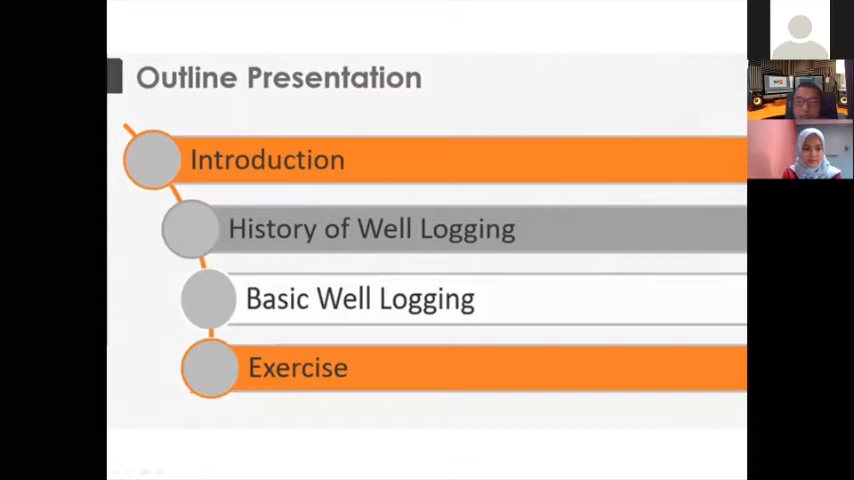 Outline Presentation
Introduction
History of Well Logging
Basic Well Logging
Exercise